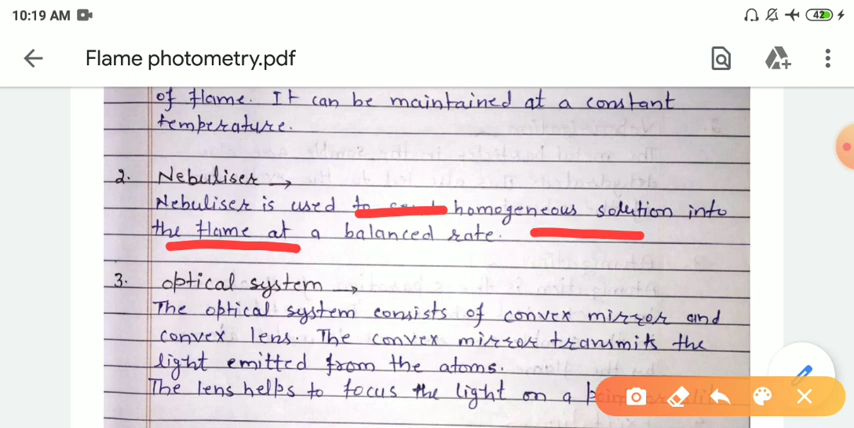 10:19 AM
42
Flame photometry.pdf
of flame. It can be maintained at a constant
temperature.
2. Nebuliser →
Nebuliser is used to homogeneous solution into
the flame at a balanced rate.
3. optical system →
The optical system consists of convex mirror and
convex lens. The convex mirror transmits the
light emitted from the atoms.
The lens helps to focus the light on a